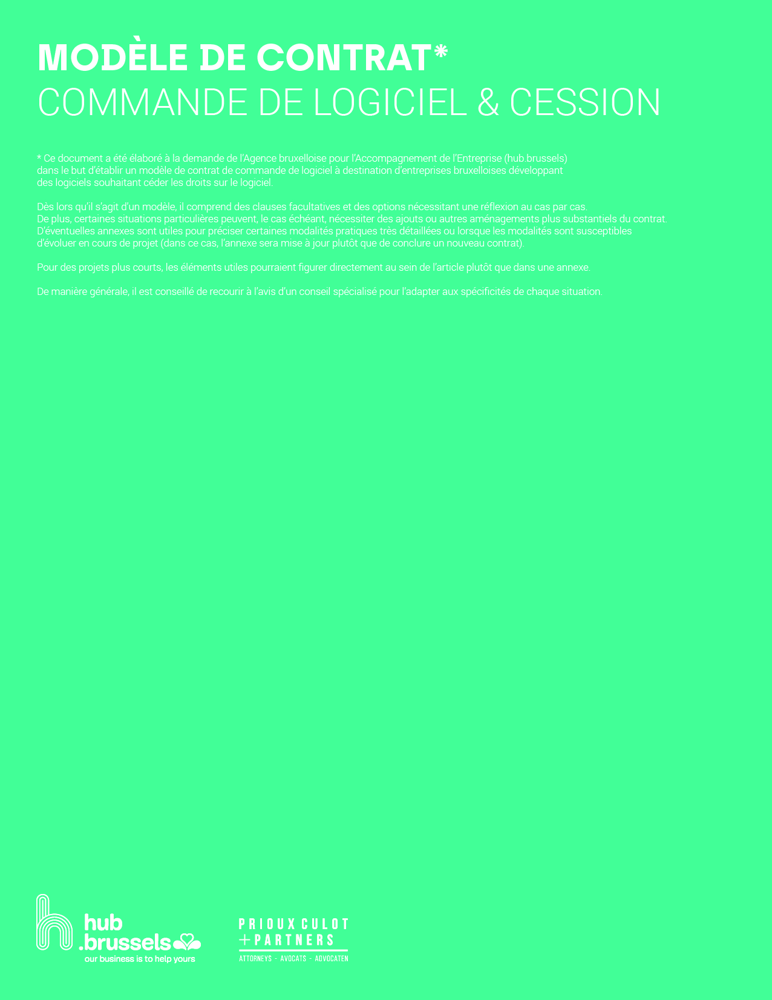 MODÈLE DE CONTRAT*
COMMANDE DE LOGICIEL & CESSION
* Ce document a été élaboré à la demande de l’Agence bruxelloise pour l’Accompagnement de l’Entreprise (hub.brussels)
dans le but d’établir un modèle de contrat de commande de logiciel à destination d’entreprises bruxelloises développant
des logiciels souhaitant céder les droits sur le logiciel.
Dès lors qu’il s’agit d’un modèle, il comprend des clauses facultatives et des options nécessitant une réflexion au cas par cas.
De plus, certaines situations particulières peuvent, le cas échéant, nécessiter des ajouts ou autres aménagements plus substantiels du contrat.
D’éventuelles annexes sont utiles pour préciser certaines modalités pratiques très détaillées ou lorsque les modalités sont susceptibles
d’évoluer en cours de projet (dans ce cas, l’annexe sera mise à jour plutôt que de conclure un nouveau contrat).
Pour des projets plus courts, les éléments utiles pourraient figurer directement au sein de l’article plutôt que dans une annexe.
De manière générale, il est conseillé de recourir à l’avis d’un conseil spécialisé pour l’adapter aux spécificités de chaque situation.
hub
.brussels
our business is to help yours
PRIOUX CULOT
+PARTNERS
ATTORNEYS - AVOCATS - ADVOCATEN